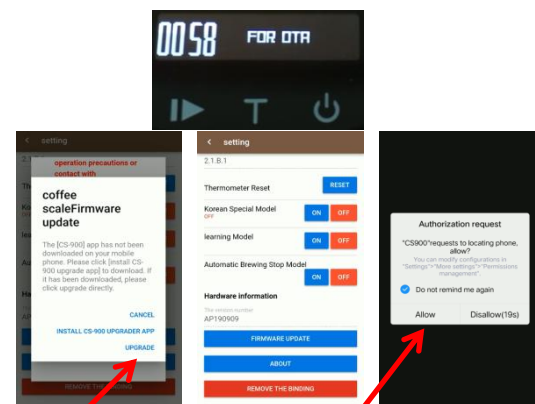 00 58 FOR OTA
T
< setting
operation precautions or
contact with
coffee
scaleFirmware
update
The [CS-900] app has not been
downloaded on your mobile
phone. Please click [install CS-
900 upgrade app] to download. If
it has been downloaded, please
click upgrade directly.
CANCEL
INSTALL CS-900 UPGRADER APP
UPGRADE
REMOVE THE BINDING
< setting
2.1.B.1
Thermometer Reset
RESET
Korean Special Model
OFF
ON OFF
learning Model
ON OFF
Automatic Brewing Stop Model
ON OFF
Hardware information
The version number
AP190909
FIRMWARE UPDATE
ABOUT
REMOVE THE BINDING
Authorization request
"CS900"requests to locating phone,
allow?
You can modify configurations in
"Settings">"More settings">"Permissions
management".
Do not remind me again
Allow Disallow(19s)